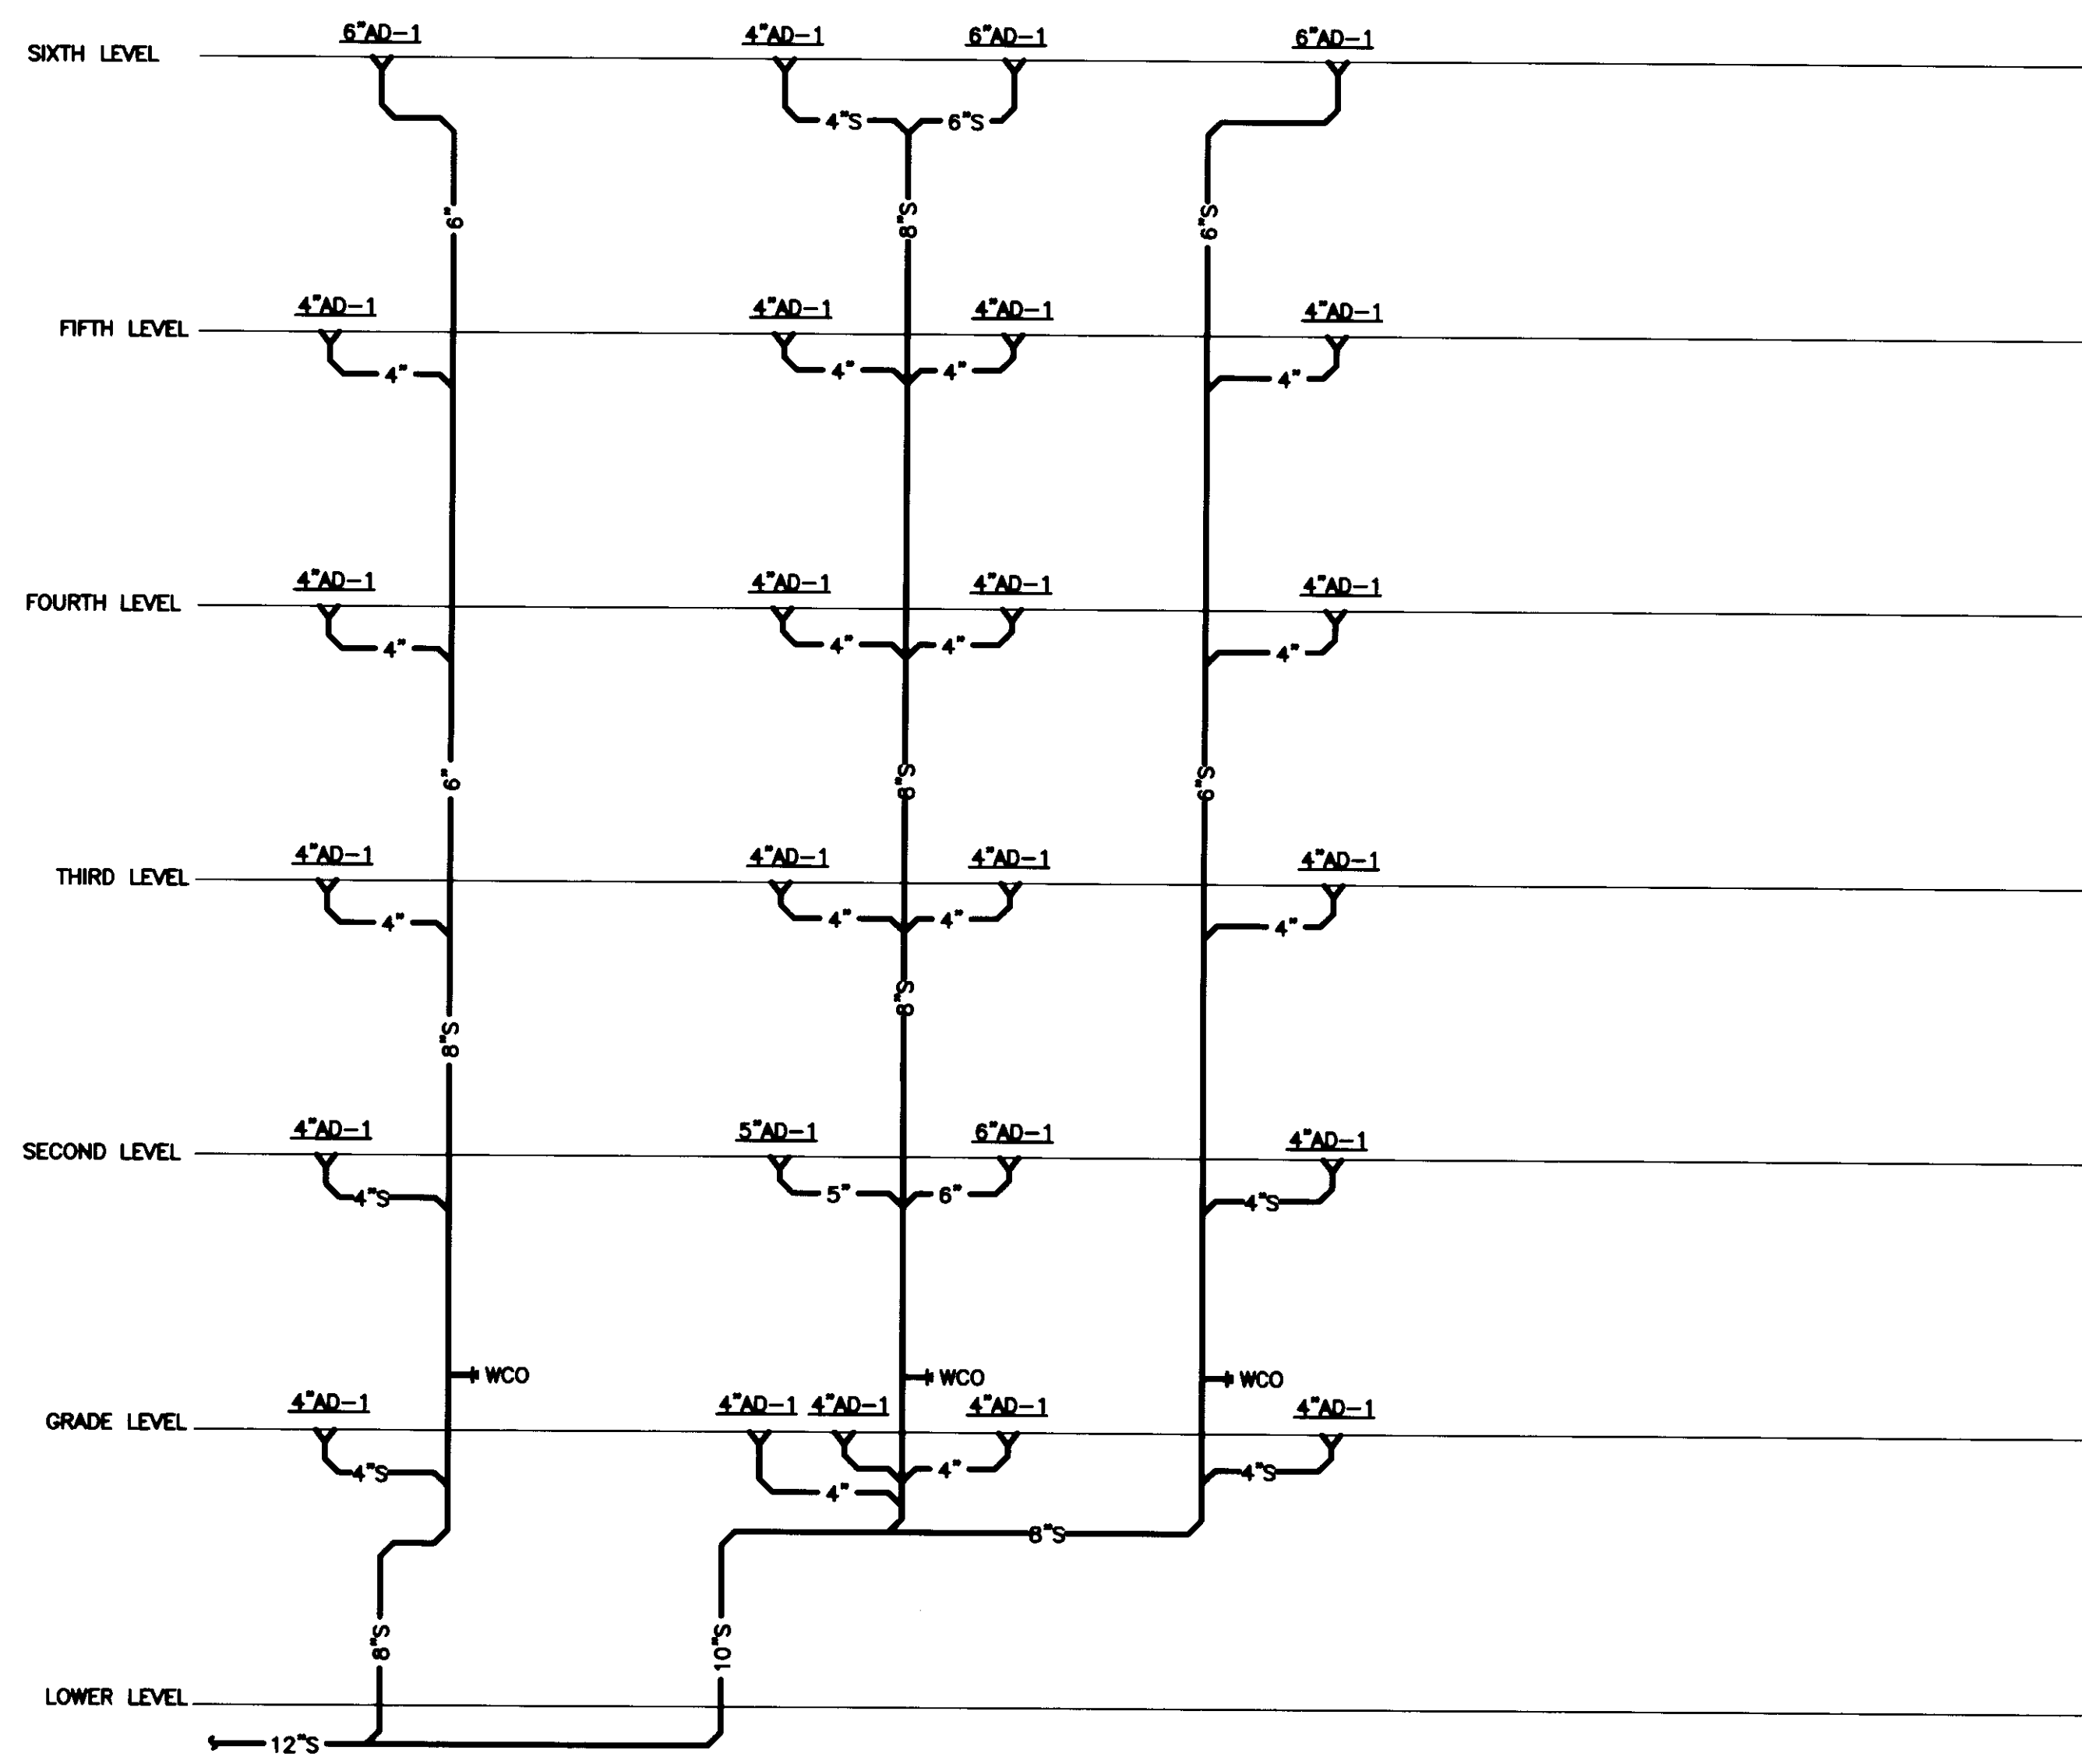 6"AD-1 4"AD-1 6"AD-1 6"AD-1
SIXTH LEVEL
4"S 6"S
6" 8"S 6"S
4"AD-1 4"AD-1 4"AD-1 4"AD-1
FIFTH LEVEL
4" 4" 4" 4"
4"AD-1 4"AD-1 4"AD-1 4"AD-1
FOURTH LEVEL
4" 4" 4" 4"
6" 8"S 6"S
4"AD-1 4"AD-1 4"AD-1 4"AD-1
THIRD LEVEL
4" 4" 4" 4"
8"S 8"S
4"AD-1 5"AD-1 6"AD-1 4"AD-1
SECOND LEVEL
4"S 5" 6" 4"S
WCO WCO WCO
4"AD-1 4"AD-1 4"AD-1 4"AD-1 4"AD-1
GRADE LEVEL
4"S 4" 4"S
4"
8"S
8"S 10"S
LOWER LEVEL
12"S